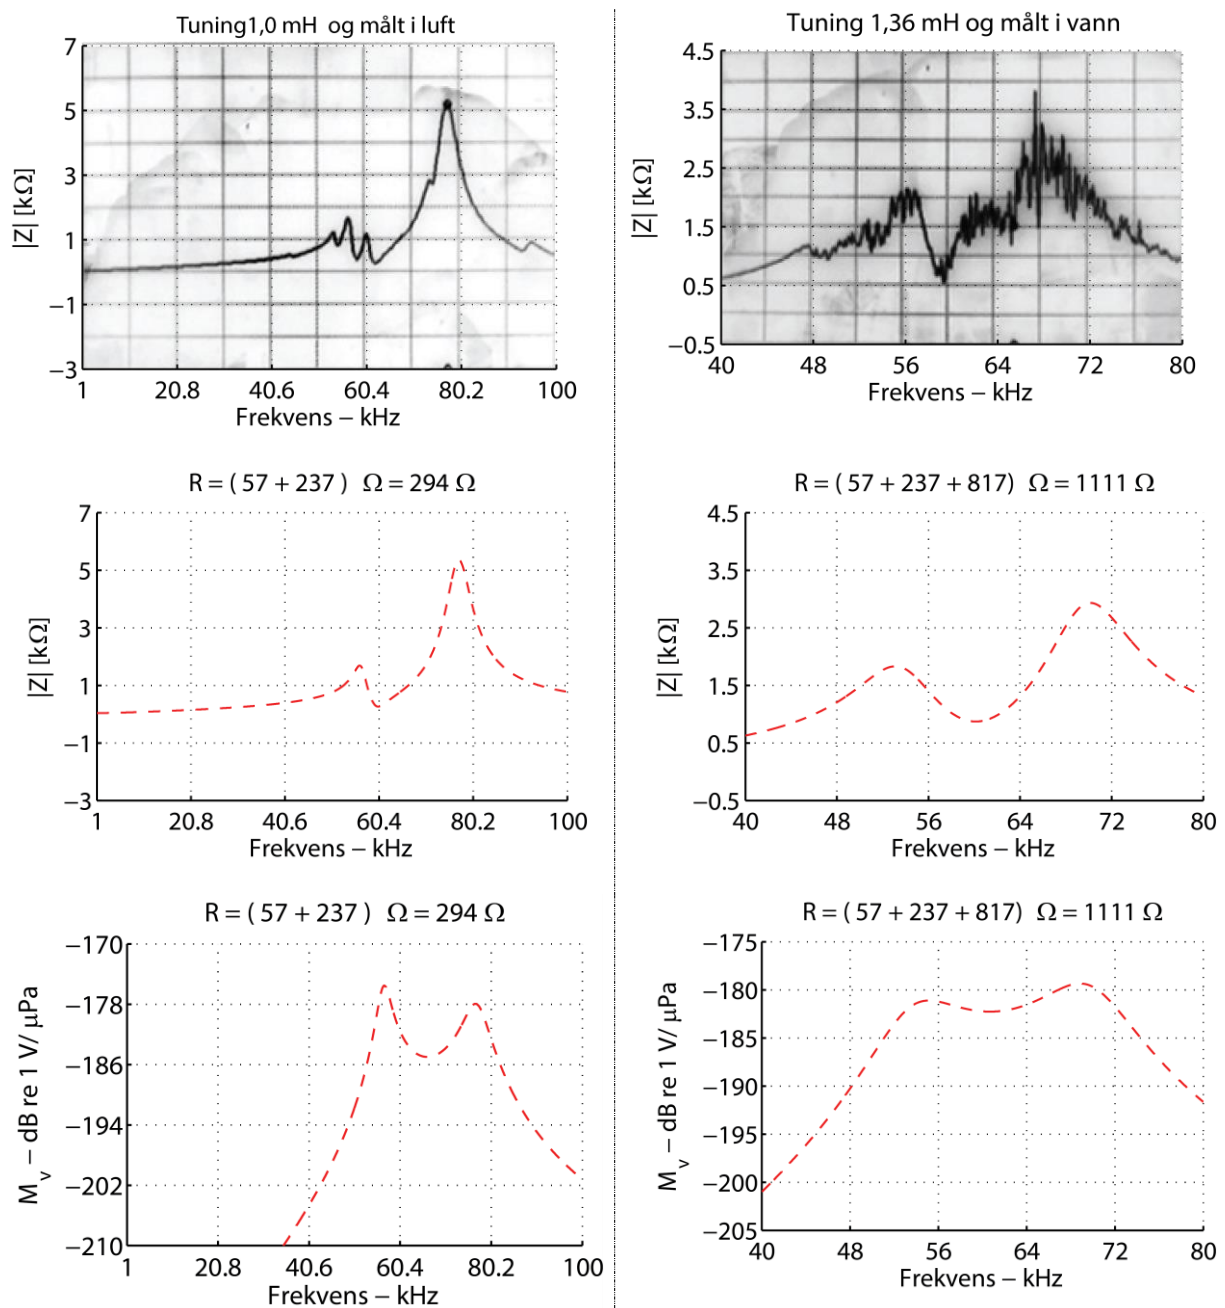 Tuning1,0 mH og målt i luft
|Z| [kΩ]
7
5
3
1
−1
−3
1 20.8 40.6 60.4 80.2 100
Frekvens − kHz
Tuning 1,36 mH og målt i vann
|Z| [kΩ]
4.5
3.5
2.5
1.5
0.5
−0.5
40 48 56 64 72 80
Frekvens − kHz
R = ( 57 + 237 ) Ω = 294 Ω
|Z| [kΩ]
7
5
3
1
−1
−3
1 20.8 40.6 60.4 80.2 100
Frekvens − kHz
R = (57 + 237 + 817) Ω = 1111 Ω
|Z| [kΩ]
4.5
3.5
2.5
1.5
0.5
−0.5
40 48 56 64 72 80
Frekvens − kHz
R = ( 57 + 237 ) Ω = 294 Ω
M_v − dB re 1 V/ μPa
−170
−178
−186
−194
−202
−210
1 20.8 40.6 60.4 80.2 100
Frekvens − kHz
R = ( 57 + 237 + 817) Ω = 1111 Ω
M_v − dB re 1 V/ μPa
−175
−180
−185
−190
−195
−200
−205
40 48 56 64 72 80
Frekvens − kHz